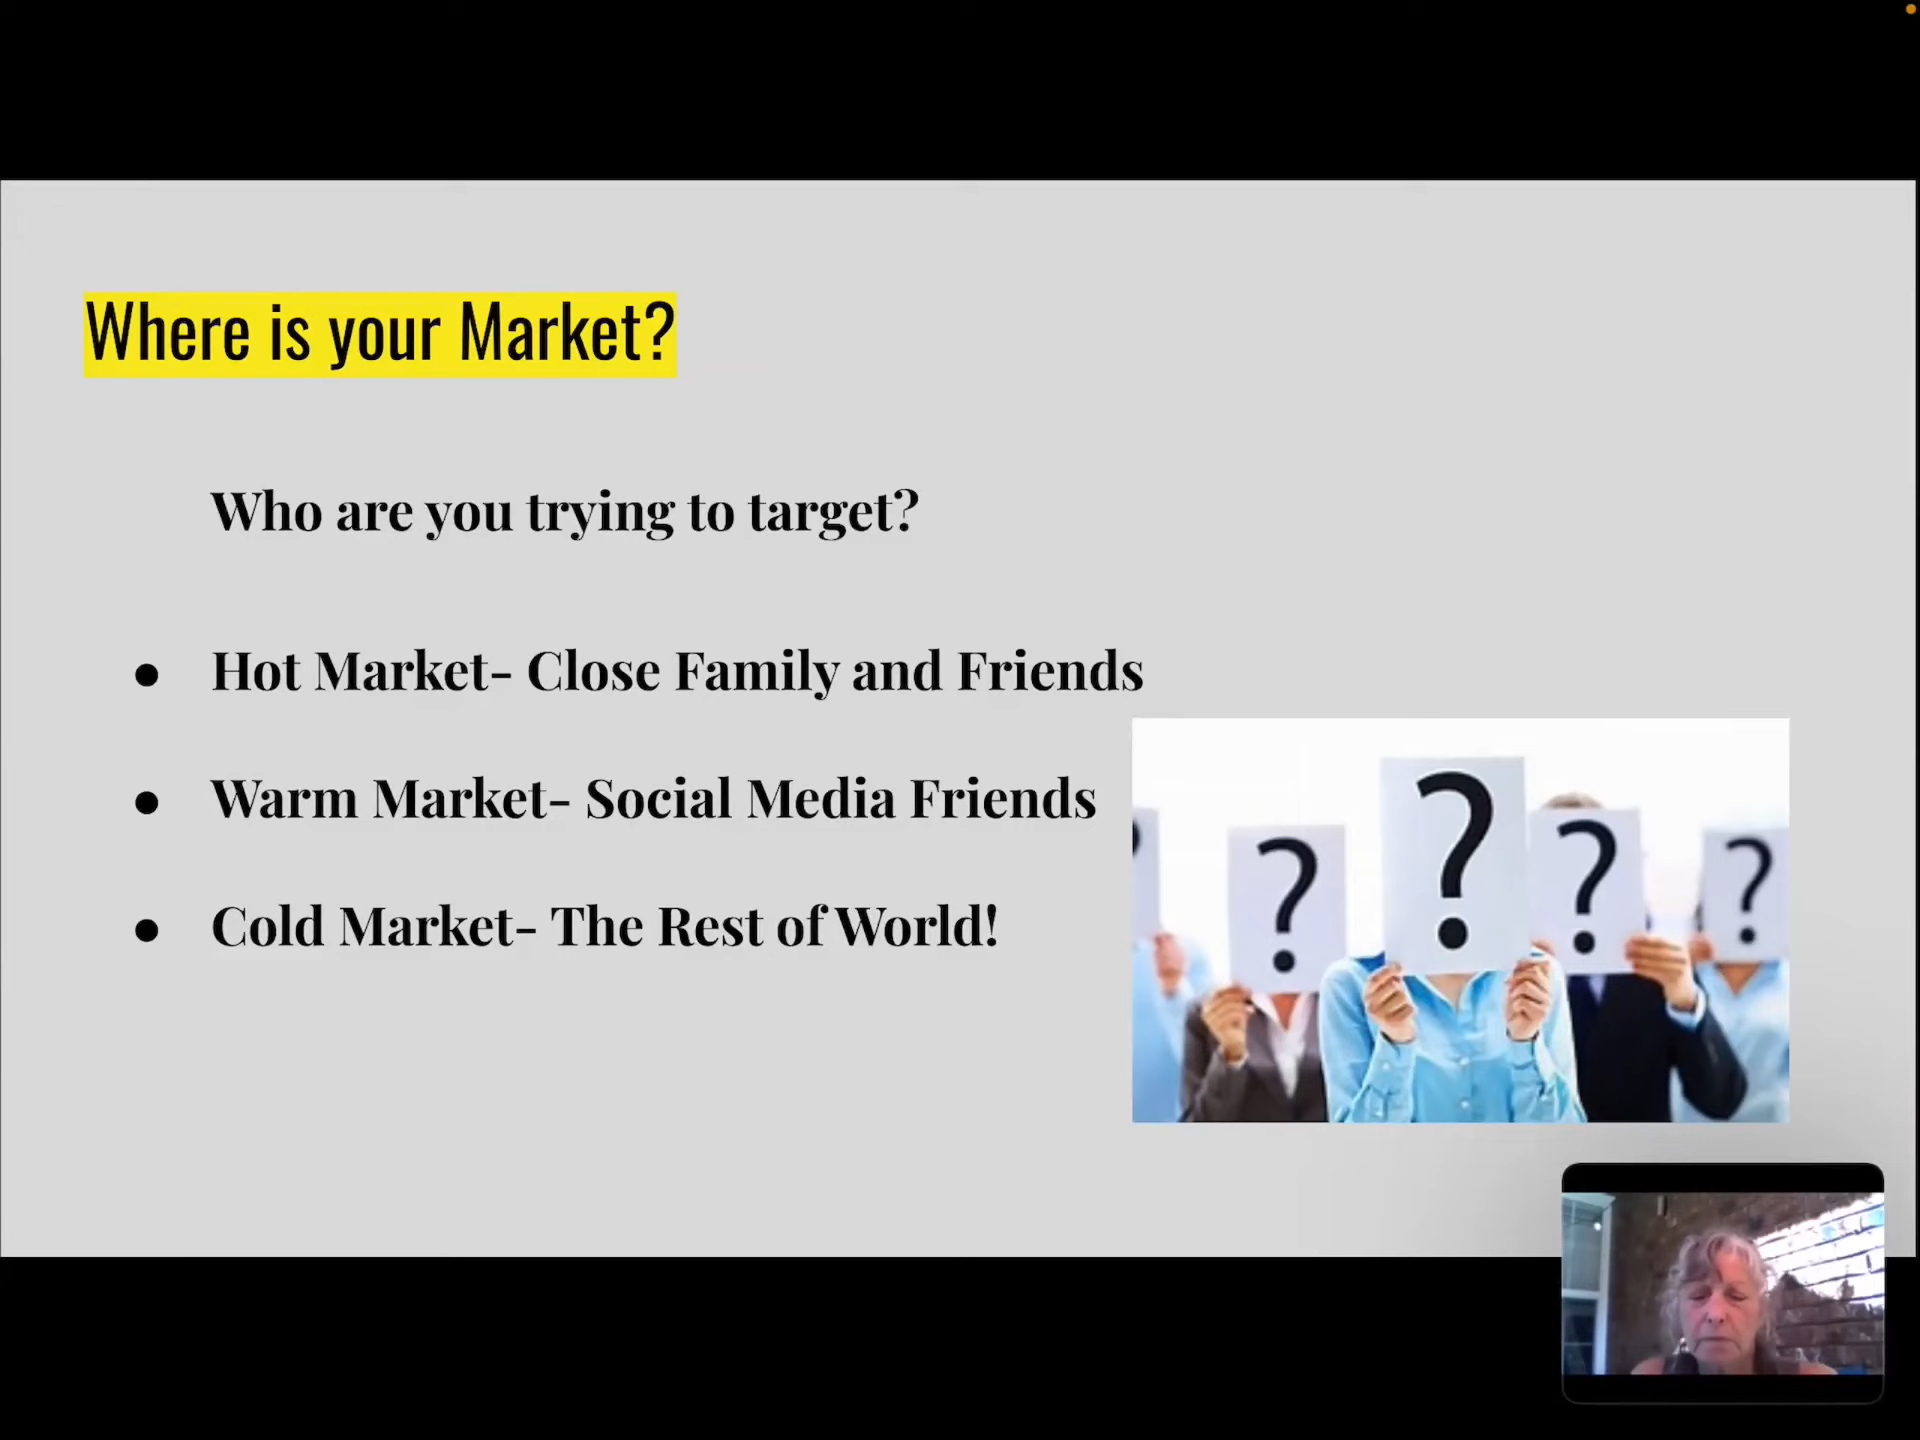 Where is your Market?
Who are you trying to target?
● Hot Market- Close Family and Friends
● Warm Market- Social Media Friends
● Cold Market- The Rest of World!
? ? ? ? ?